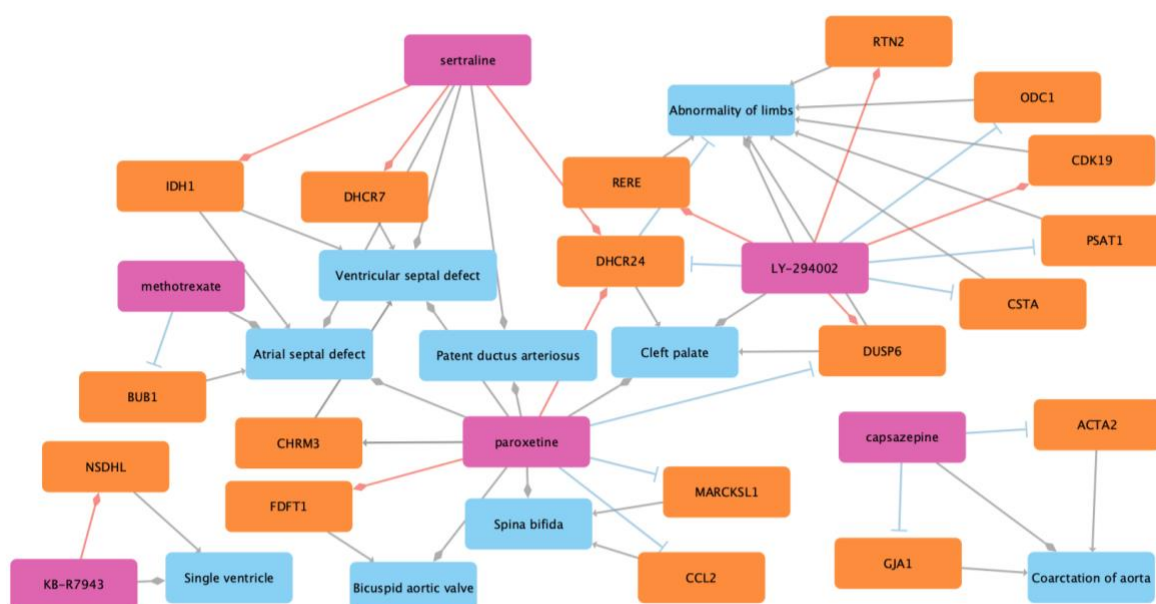 RTN2
sertraline
Abnormality of limbs
ODC1
CDK19
IDH1
DHCR7
RERE
PSAT1
DHCR24
LY-294002
Ventricular septal defect
methotrexate
CSTA
Atrial septal defect
Patent ductus arteriosus
Cleft palate
DUSP6
BUB1
CHRM3
paroxetine
capsazepine
ACTA2
NSDHL
FDFT1
MARCKSL1
Spina bifida
GJA1
CCL2
KB-R7943
Single ventricle
Bicuspid aortic valve
Coarctation of aorta